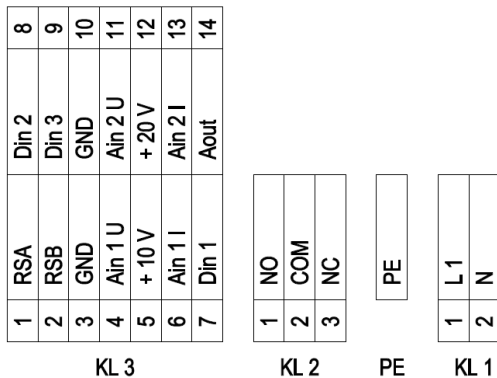 8 9 10 11 12 13 14
Din 2 Din 3 GND Ain 2 U + 20 V Ain 2 I Aout
RSA RSB GND Ain 1 U + 10 V Ain 1 I Din 1
1 2 3 4 5 6 7
KL 3
NO COM NC
1 2 3
KL 2
PE
PE
L 1 N
1 2
KL 1